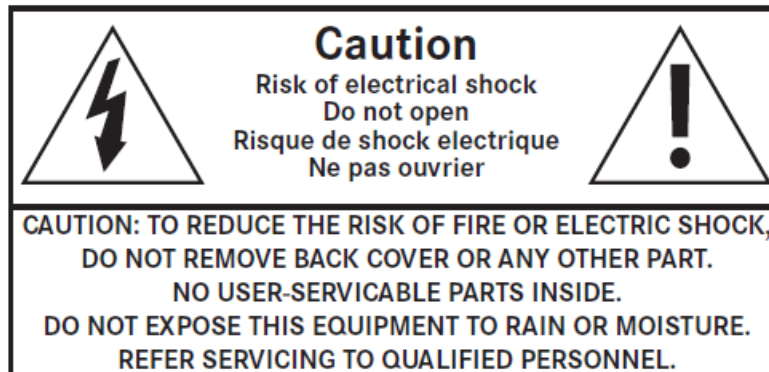 Caution
Risk of electrical shock
Do not open
Risque de shock electrique
Ne pas ouvrier
CAUTION: TO REDUCE THE RISK OF FIRE OR ELECTRIC SHOCK,
DO NOT REMOVE BACK COVER OR ANY OTHER PART.
NO USER-SERVICABLE PARTS INSIDE.
DO NOT EXPOSE THIS EQUIPMENT TO RAIN OR MOISTURE.
REFER SERVICING TO QUALIFIED PERSONNEL.